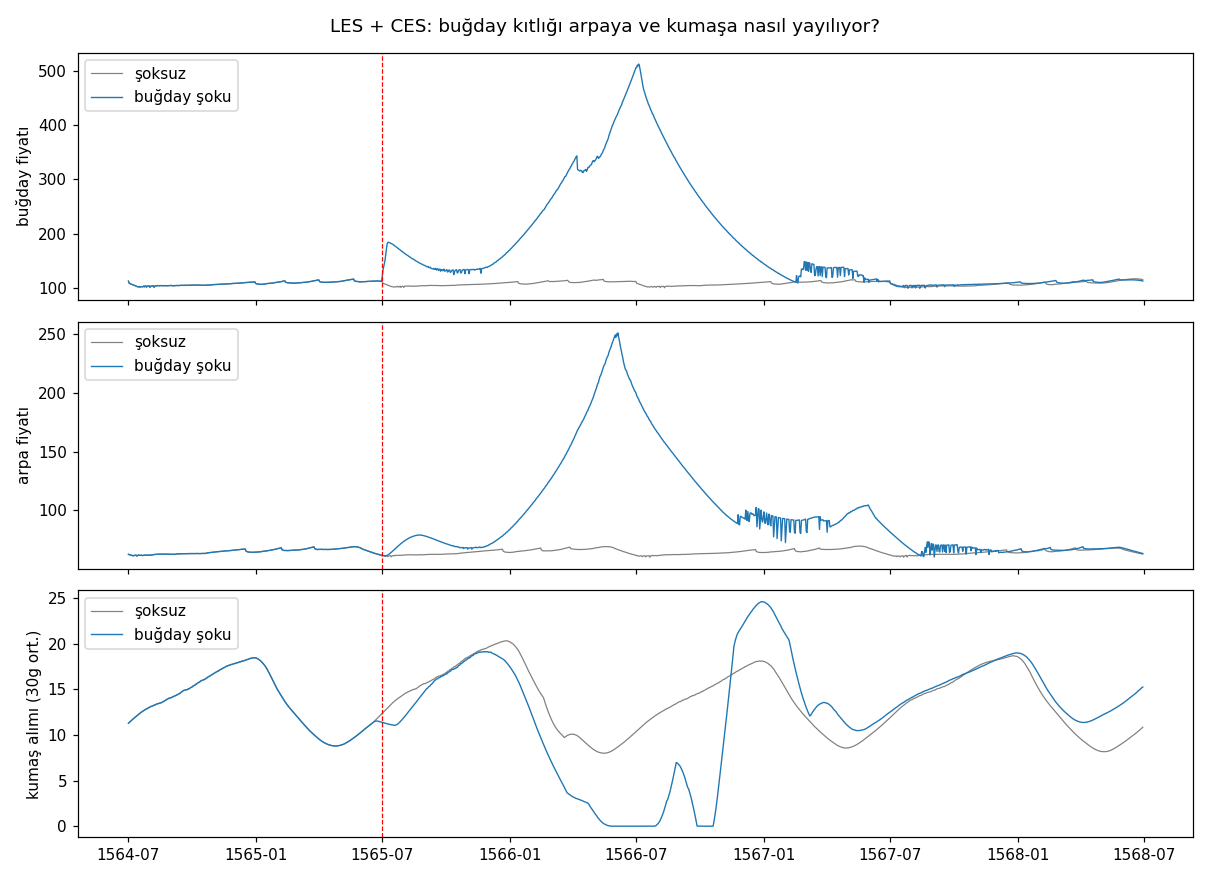 LES + CES: buğday kıtlığı arpaya ve kumaşa nasıl yayılıyor?
500
400
300
200
100
buğday fiyatı
şoksuz
buğday şoku
250
200
150
100
arpa fiyatı
şoksuz
buğday şoku
25
20
15
10
5
0
kumaş alımı (30g ort.)
şoksuz
buğday şoku
1564-07
1565-01
1565-07
1566-01
1566-07
1567-01
1567-07
1568-01
1568-07